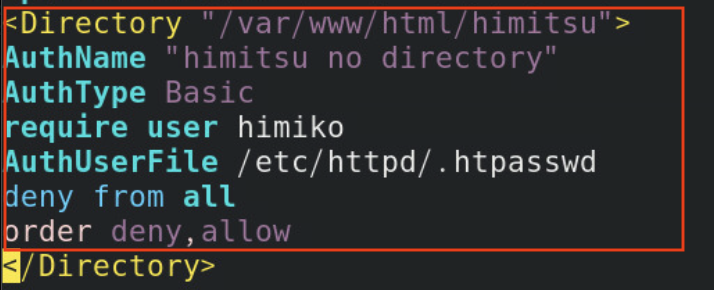 <Directory "/var/www/html/himitsu">
AuthName "himitsu no directory"
AuthType Basic
require user himiko
AuthUserFile /etc/httpd/.htpasswd
deny from all
order deny,allow
</Directory>